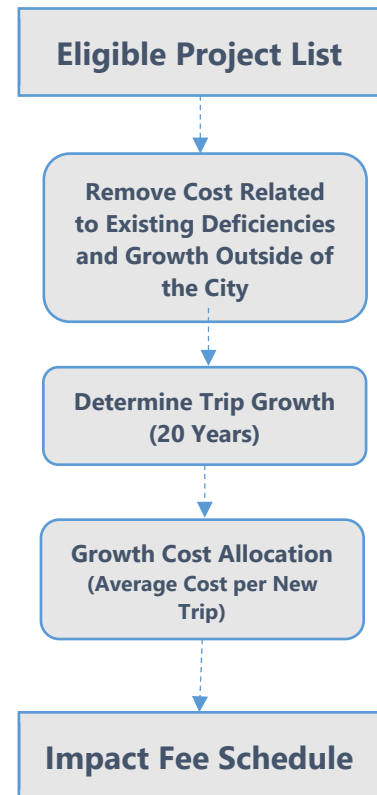 Eligible Project List
Remove Cost Related
to Existing Deficiencies
and Growth Outside of
the City
Determine Trip Growth
(20 Years)
Growth Cost Allocation
(Average Cost per New
Trip)
Impact Fee Schedule